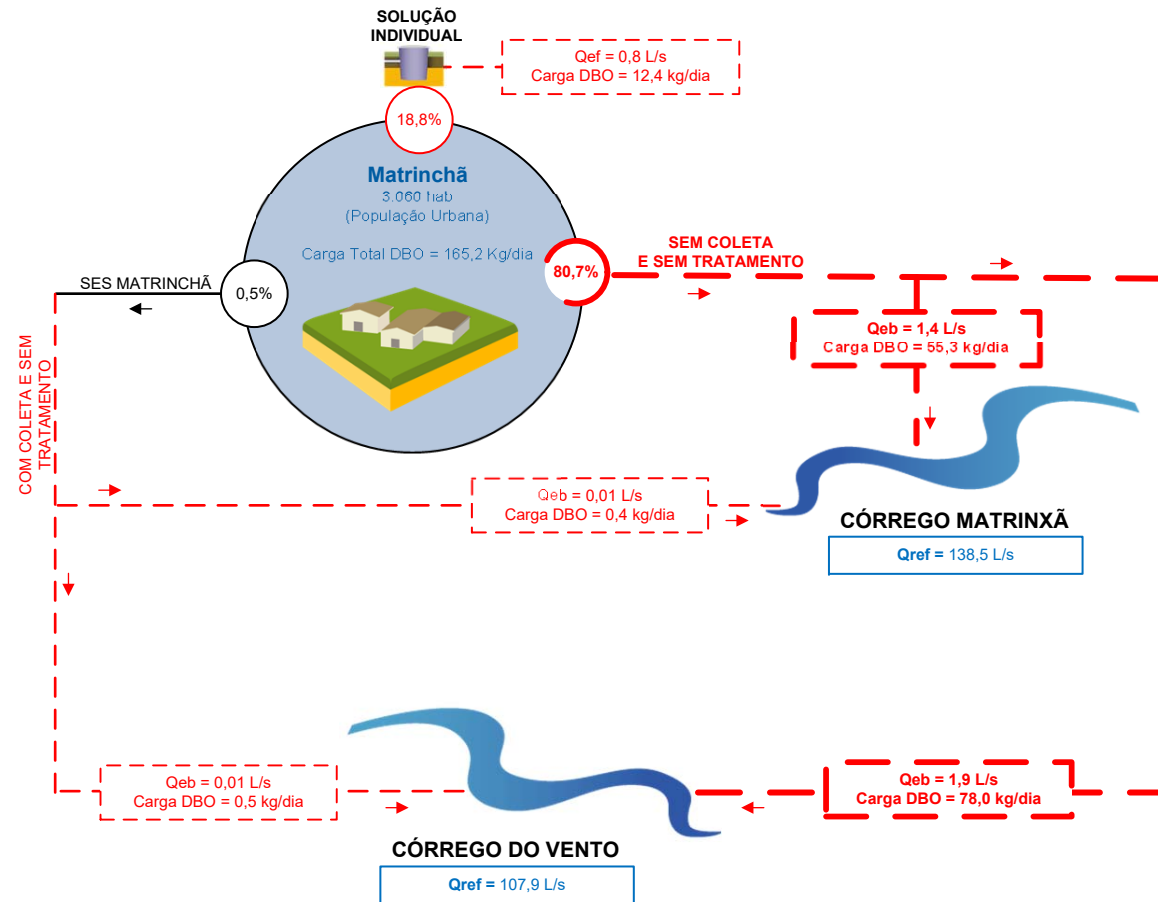 SOLUÇÃO
INDIVIDUAL
Qef = 0,8 L/s
Carga DBO = 12,4 kg/dia
18,8%
Matrinchã
3.060 hab
(População Urbana)
Carga Total DBO = 165,2 Kg/dia
SEM COLETA
E SEM TRATAMENTO
80,7%
SES MATRINCHÃ
0,5%
Qeb = 1,4 L/s
Carga DBO = 55,3 kg/dia
COM COLETA E SEM
TRATAMENTO
Qeb = 0,01 L/s
Carga DBO = 0,4 kg/dia
CÓRREGO MATRINXÃ
Qref = 138,5 L/s
Qeb = 0,01 L/s
Carga DBO = 0,5 kg/dia
Qeb = 1,9 L/s
Carga DBO = 78,0 kg/dia
CÓRREGO DO VENTO
Qref = 107,9 L/s